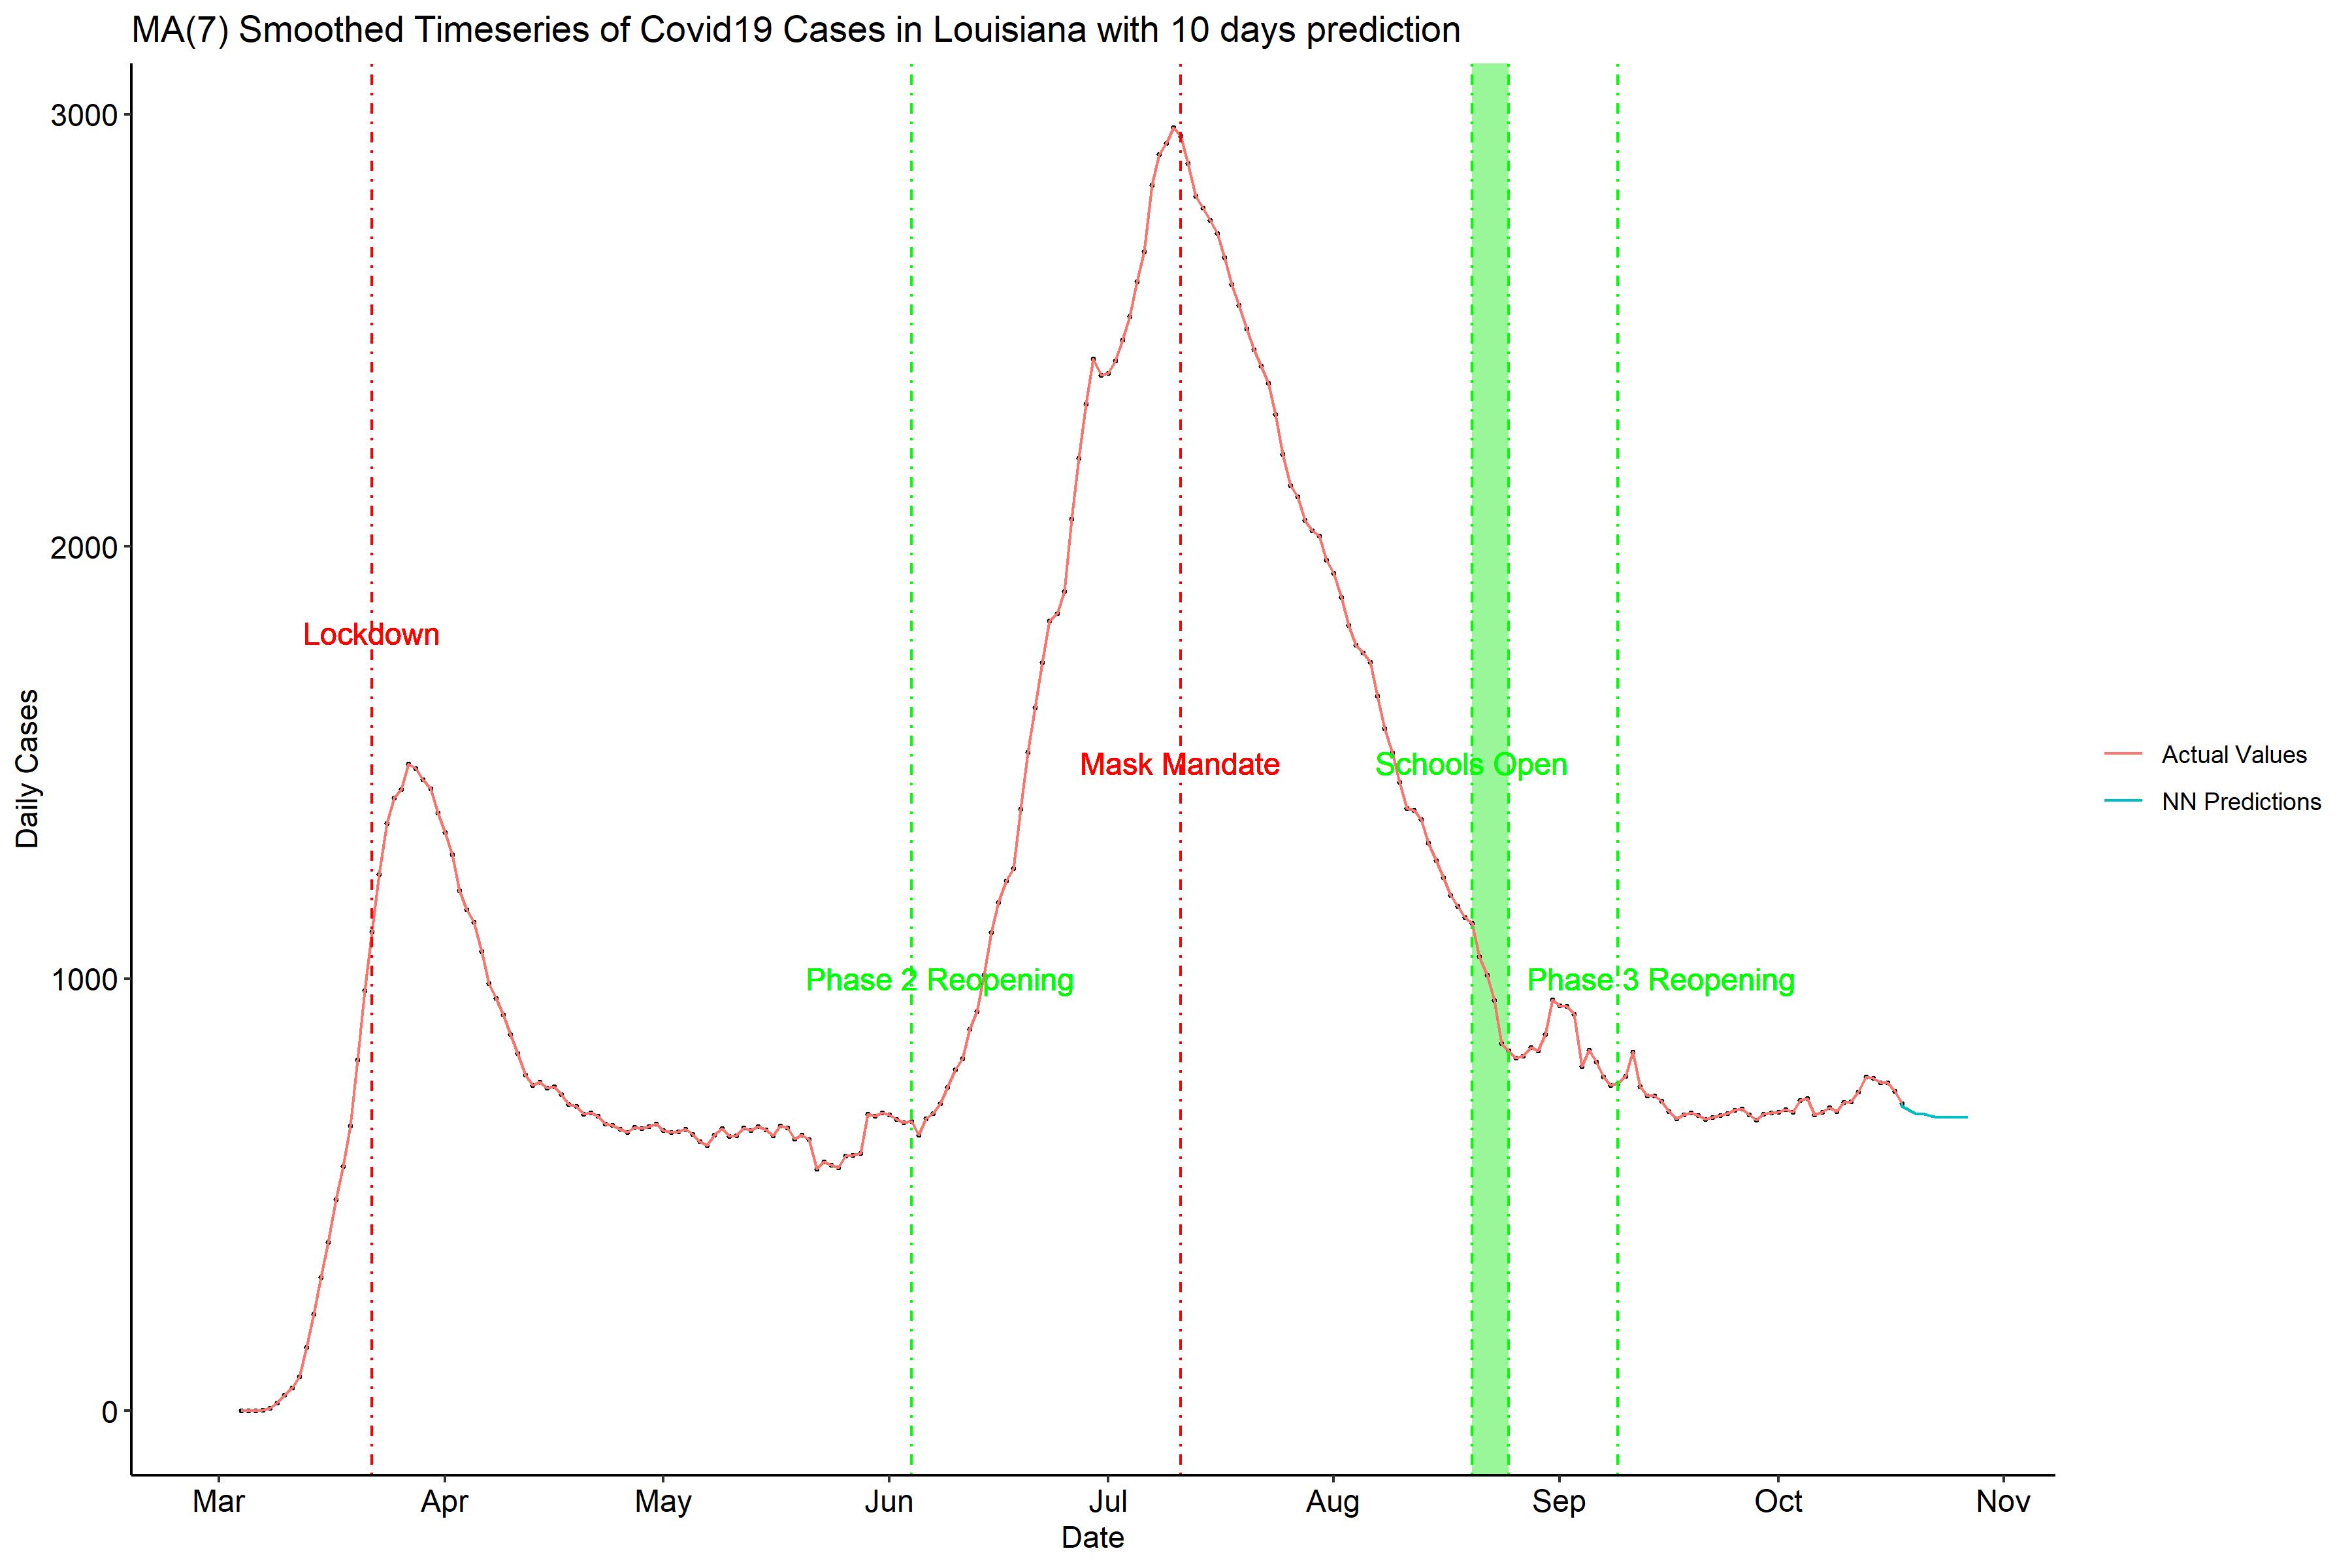 MA(7) Smoothed Timeseries of Covid19 Cases in Louisiana with 10 days prediction
3000
2000
1000
0
Daily Cases
Lockdown
Mask Mandate
Schools Open
Phase 2 Reopening
Phase 3 Reopening
Actual Values
NN Predictions
Mar Apr May Jun Jul Aug Sep Oct Nov
Date